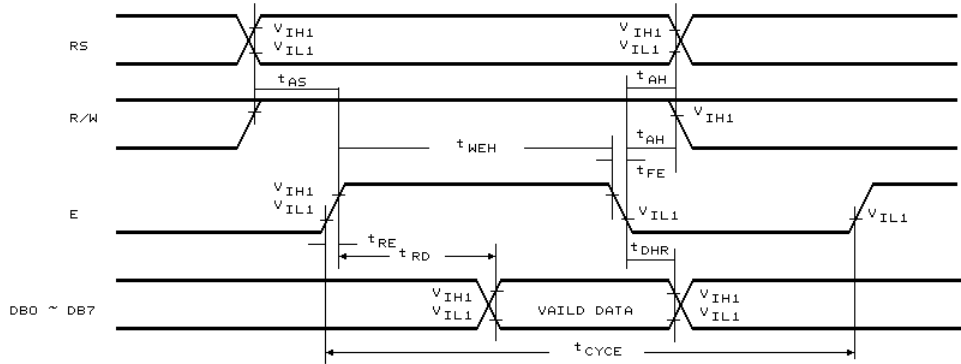 RS
VIH1
VIL1
VIH1
VIL1
tAS
tAH
R/W
VIH1
tWEH
tAH
tFE
E
VIH1
VIL1
VIL1
VIL1
tRE
tRD
tDHR
DB0 ~ DB7
VIH1
VIL1
VAILD DATA
VIH1
VIL1
tCYCE